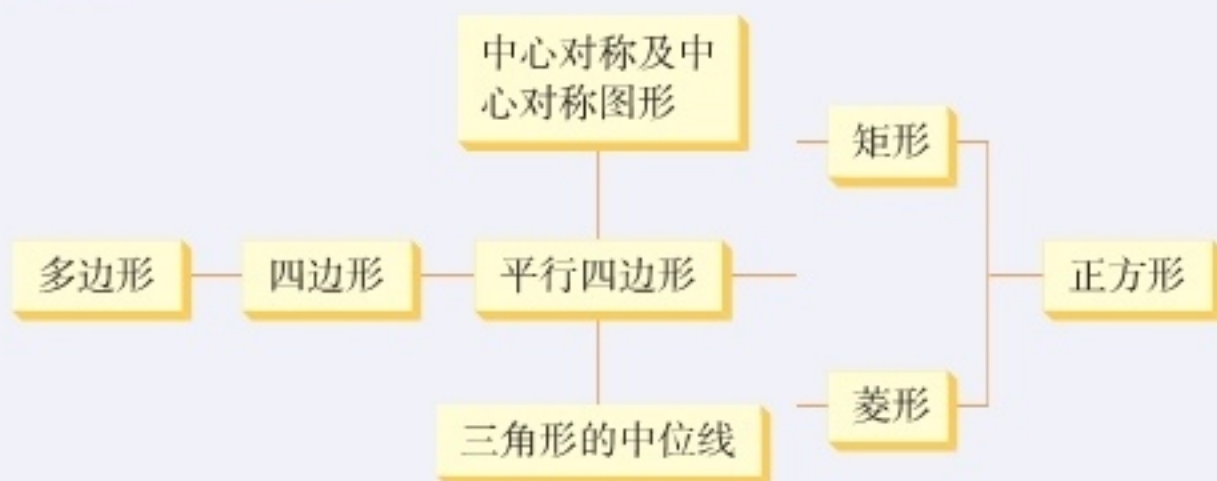 中心对称及中
心对称图形
矩形
多边形
四边形
平行四边形
正方形
菱形
三角形的中位线